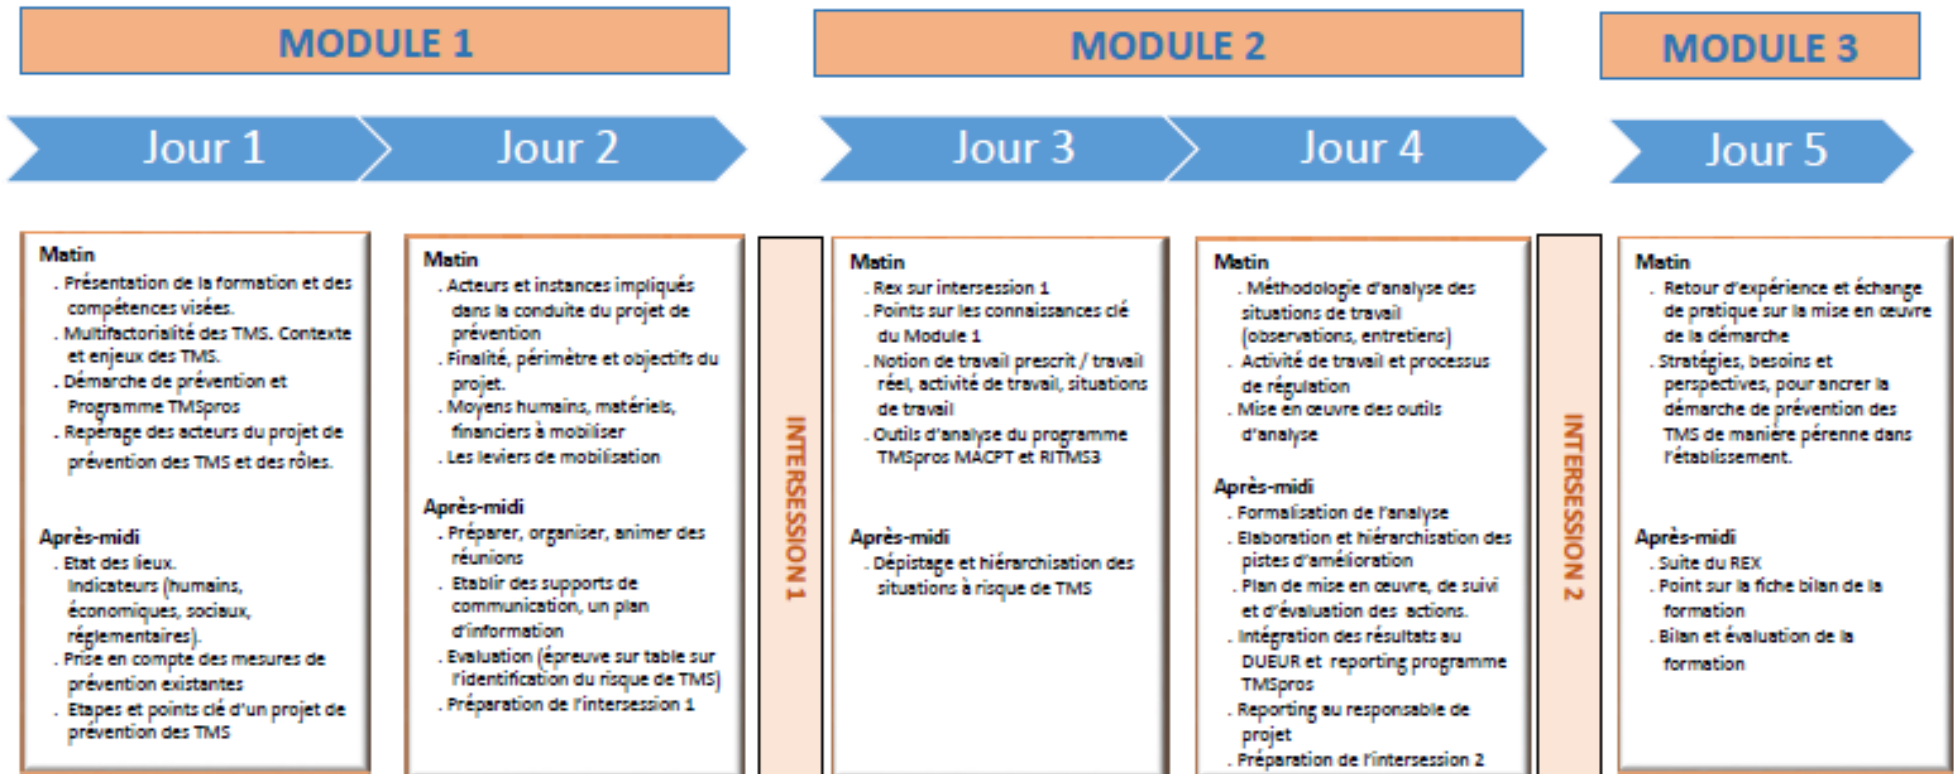 MODULE 1
MODULE 2
MODULE 3
Jour 1
Jour 2
Jour 3
Jour 4
Jour 5
Matin
. Présentation de la formation et des
compétences visées.
. Multifactorialité des TMS. Contexte
et enjeux des TMS.
. Démarche de prévention et
Programme TMSpros
. Repérage des acteurs du projet de
prévention des TMS et des rôles.
Après-midi
. Etat des lieux.
Indicateurs (humains,
économiques, sociaux,
réglementaires).
. Prise en compte des mesures de
prévention existantes
. Etapes et points clé d'un projet de
prévention des TMS
Matin
. Acteurs et instances impliqués
dans la conduite du projet de
prévention
. Finalité, périmètre et objectifs du
projet.
. Moyens humains, matériels,
financiers à mobiliser
. Les leviers de mobilisation
Après-midi
. Préparer, organiser, animer des
réunions
. Etablir des supports de
communication, un plan
d'information
. Evaluation (épreuve sur table sur
l'identification du risque de TMS)
. Préparation de l'intersession 1
INTERSESSION 1
Matin
. Rex sur intersession 1
. Points sur les connaissances clé
du Module 1
. Notion de travail prescrit / travail
réel, activité de travail, situations
de travail
. Outils d'analyse du programme
TMSpros MACPT et RITMS3
Après-midi
. Dépistage et hiérarchisation des
situations à risque de TMS
Matin
. Méthodologie d'analyse des
situations de travail
(observations, entretiens)
. Activité de travail et processus
de régulation
. Mise en œuvre des outils
d'analyse
Après-midi
. Formalisation de l'analyse
. Elaboration et hiérarchisation des
pistes d'amélioration
. Plan de mise en œuvre, de suivi
et d'évaluation des actions.
. Intégration des résultats au
DUEUR et reporting programme
TMSpros
. Reporting au responsable de
projet
. Préparation de l'intersession 2
INTERSESSION 2
Matin
. Retour d'expérience et échange
de pratique sur la mise en œuvre
de la démarche
. Stratégies, besoins et
perspectives, pour ancrer la
démarche de prévention des
TMS de manière pérenne dans
l'établissement.
Après-midi
. Suite du REX
. Point sur la fiche bilan de la
formation
. Bilan et évaluation de la
formation